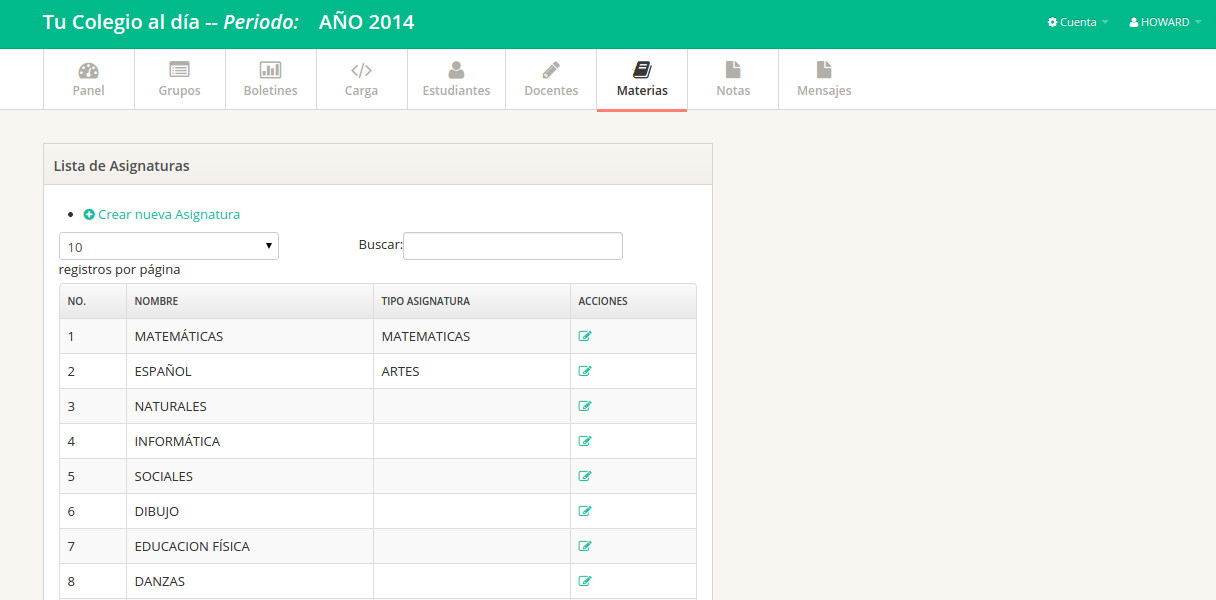 Tu Colegio al día -- Periodo: AÑO 2014
Cuenta
HOWARD
Panel
Grupos
Boletines
Carga
Estudiantes
Docentes
Materias
Notas
Mensajes
Lista de Asignaturas
Crear nueva Asignatura
10
Buscar:
registros por página
NO. NOMBRE TIPO ASIGNATURA ACCIONES
1 MATEMÁTICAS MATEMATICAS
2 ESPAÑOL ARTES
3 NATURALES
4 INFORMÁTICA
5 SOCIALES
6 DIBUJO
7 EDUCACION FÍSICA
8 DANZAS